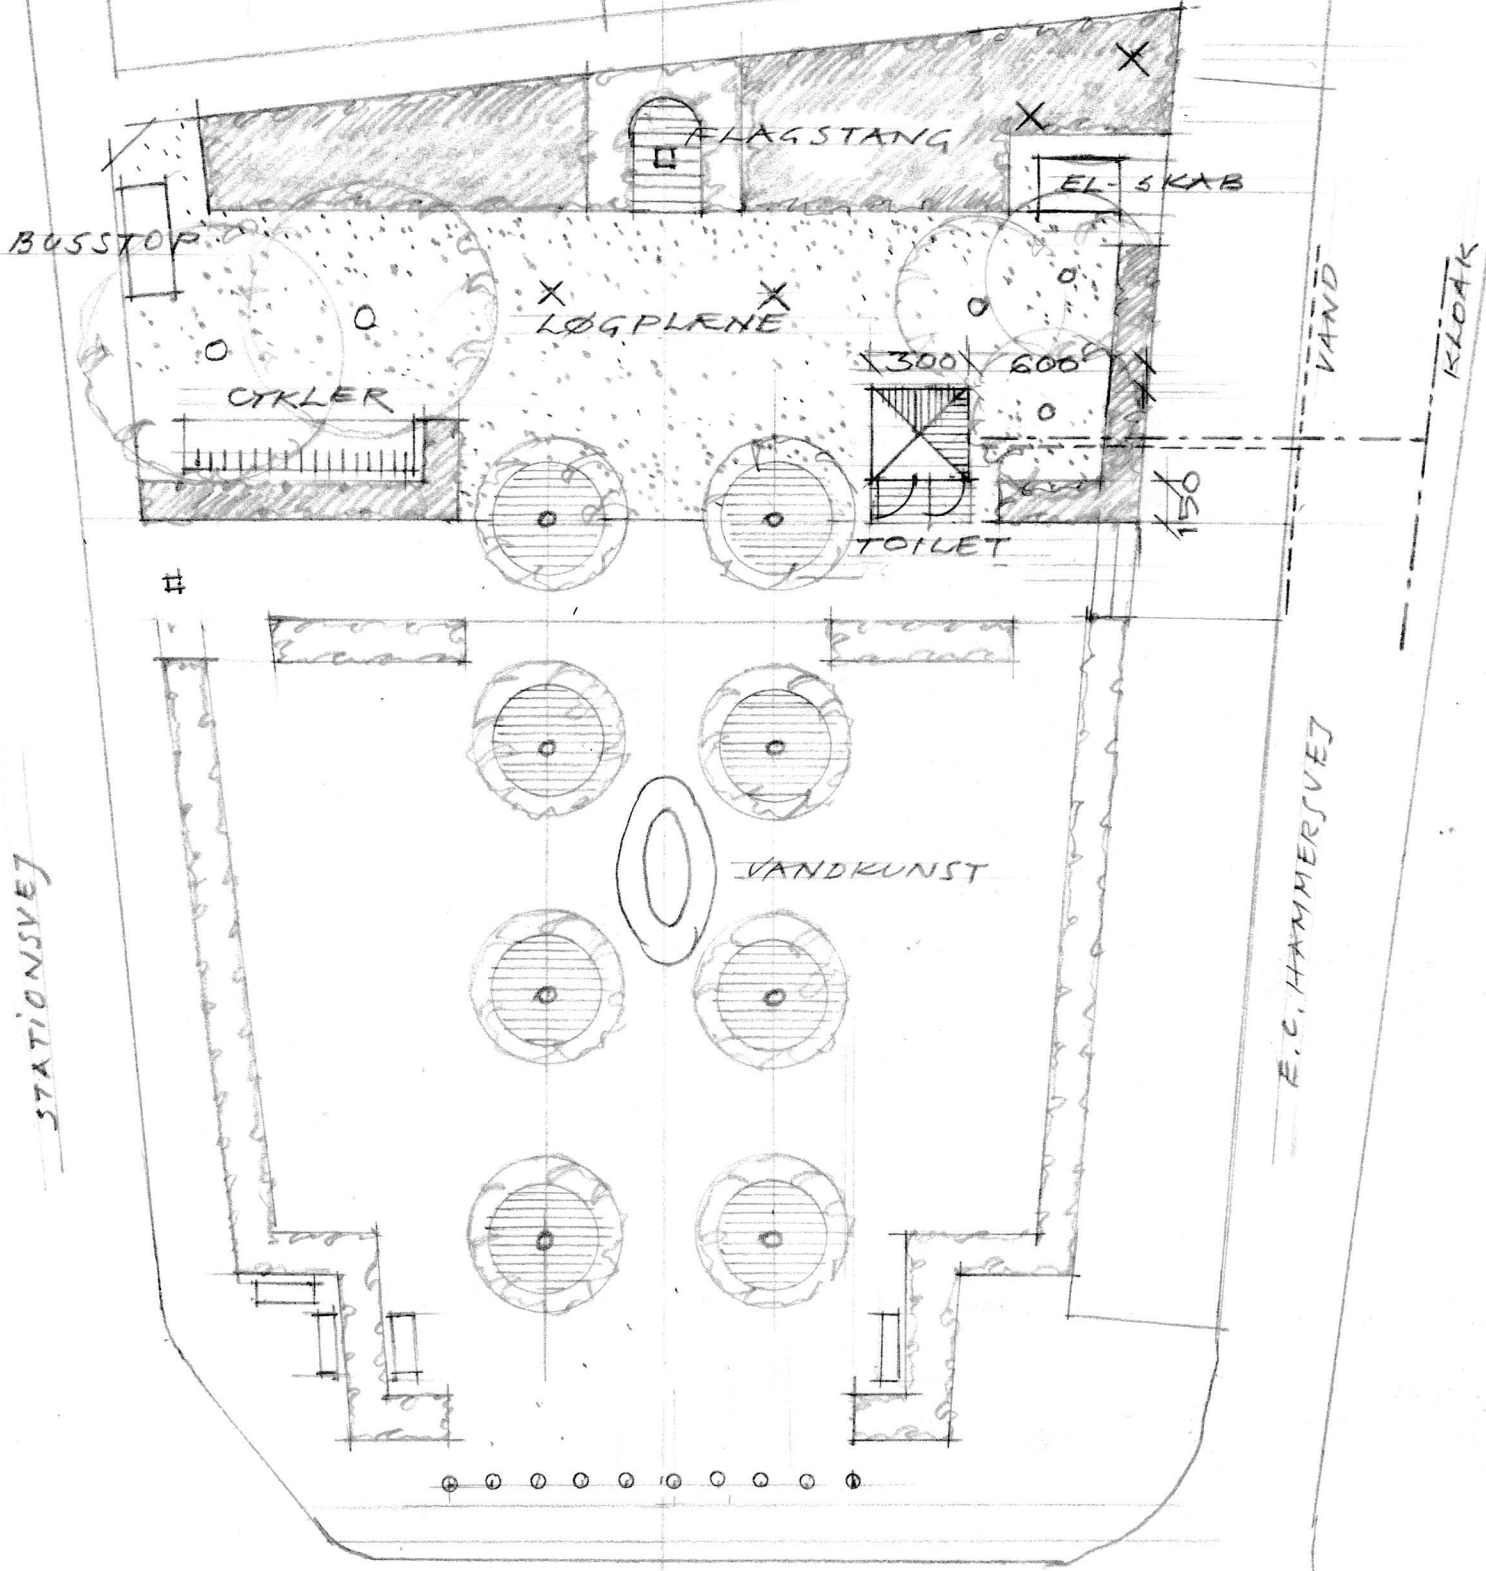 FLAGSTANG
EL-SKAB
BUSSTOP
LØGPLÆNE
VAND
KLOAK
300
600
CYKLER
150
TOILET
VANDKUNST
STATIONSVEJ
E.C. HAMMERSVEJ